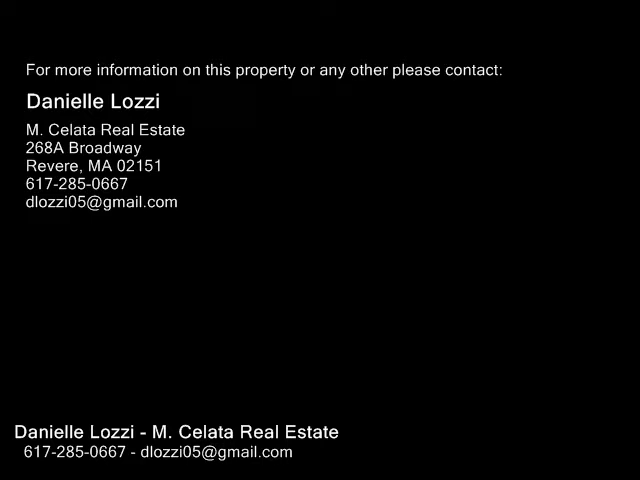 For more information on this property or any other please contact:
Danielle Lozzi
M. Celata Real Estate
268A Broadway
Revere, MA 02151
617-285-0667
dlozzi05@gmail.com
Danielle Lozzi - M. Celata Real Estate
617-285-0667 - dlozzi05@gmail.com